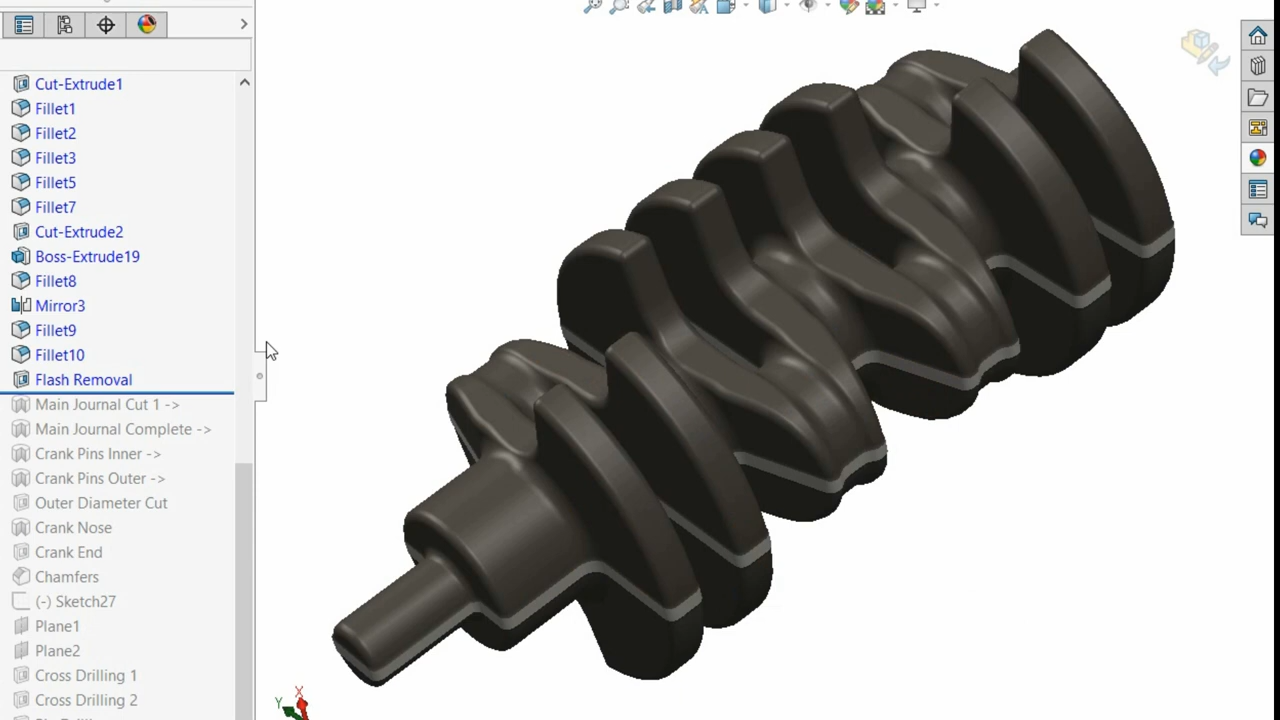 Cut-Extrude1
Fillet1
Fillet2
Fillet3
Fillet5
Fillet7
Cut-Extrude2
Boss-Extrude19
Fillet8
Mirror3
Fillet9
Fillet10
Flash Removal
Main Journal Cut 1 ->
Main Journal Complete ->
Crank Pins Inner ->
Crank Pins Outer ->
Outer Diameter Cut
Crank Nose
Crank End
Chamfers
(-) Sketch27
Plane1
Plane2
Cross Drilling 1
Cross Drilling 2
X
Y